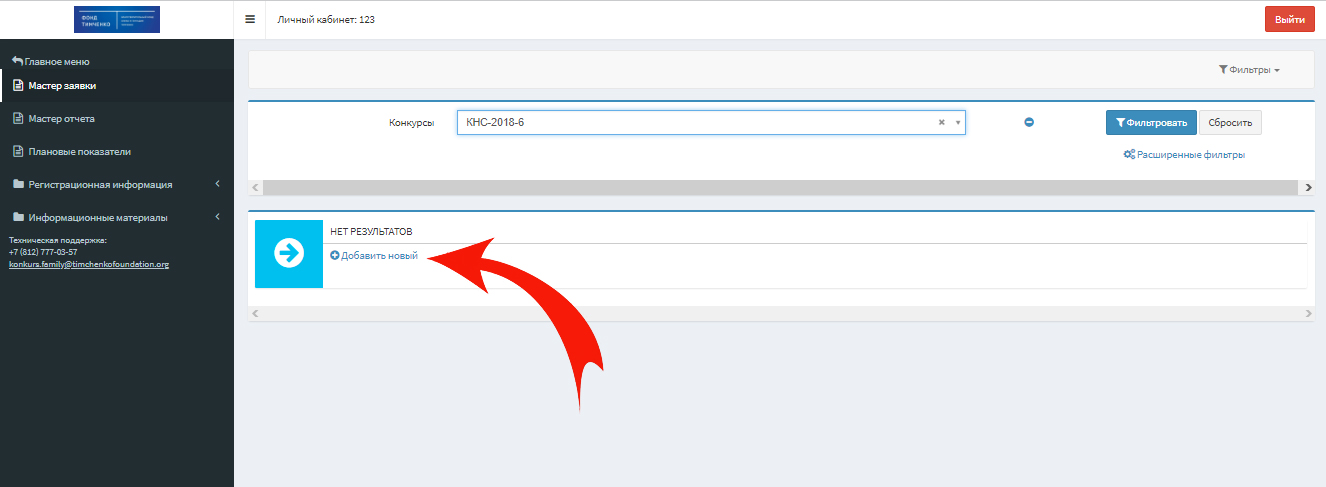 ФОНД
ТИМЧЕНКО
Личный кабинет: 123
Выйти
Главное меню
Мастер заявки
Мастер отчета
Плановые показатели
Регистрационная информация
Информационные материалы
Техническая поддержка:
+7 (812) 777-03-57
konkurs.family@timchenkofoundation.org
Фильтры
Конкурсы
КНС-2018-6
Фильтровать
Сбросить
Расширенные фильтры
НЕТ РЕЗУЛЬТАТОВ
Добавить новый